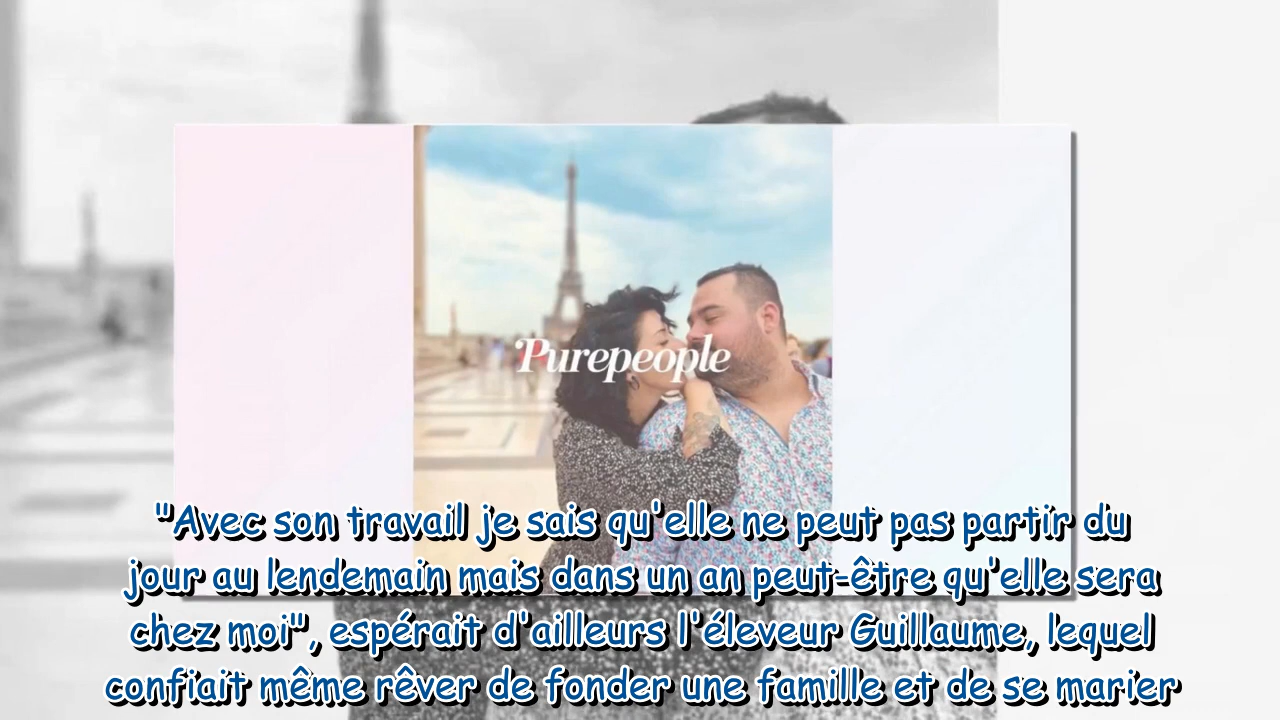 Purepeople
"Avec son travail je sais qu'elle ne peut pas partir du
jour au lendemain mais dans un an peut-être qu'elle sera
chez moi", espérait d'ailleurs l'éleveur Guillaume, lequel
confiait même rêver de fonder une famille et de se marier